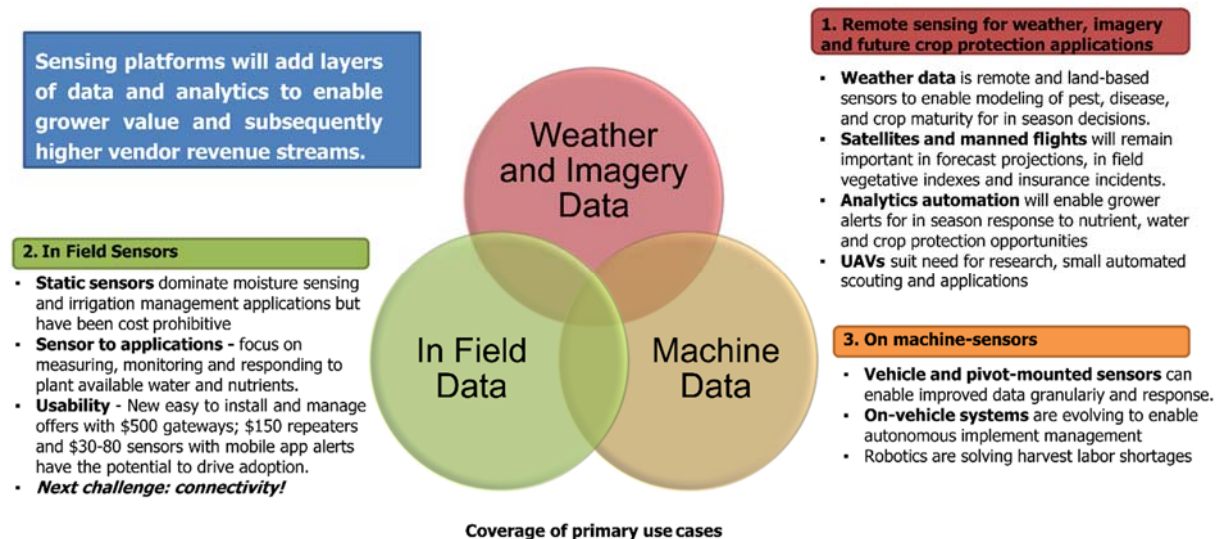 Sensing platforms will add layers
of data and analytics to enable
grower value and subsequently
higher vendor revenue streams.
1. Remote sensing for weather, imagery
and future crop protection applications
▪ Weather data is remote and land-based
sensors to enable modeling of pest, disease,
and crop maturity for in season decisions.
▪ Satellites and manned flights will remain
important in forecast projections, in field
vegetative indexes and insurance incidents.
▪ Analytics automation will enable grower
alerts for in season response to nutrient, water
and crop protection opportunities
▪ UAVs suit need for research, small automated
scouting and applications
Weather
and Imagery
Data
2. In Field Sensors
▪ Static sensors dominate moisture sensing
and irrigation management applications but
have been cost prohibitive
▪ Sensor to applications - focus on
measuring, monitoring and responding to
plant available water and nutrients.
▪ Usability - New easy to install and manage
offers with $500 gateways; $150 repeaters
and $30-80 sensors with mobile app alerts
have the potential to drive adoption.
▪ Next challenge: connectivity!
In Field
Data
Machine
Data
3. On machine-sensors
▪ Vehicle and pivot-mounted sensors can
enable improved data granularly and response.
▪ On-vehicle systems are evolving to enable
autonomous implement management
▪ Robotics are solving harvest labor shortages
Coverage of primary use cases